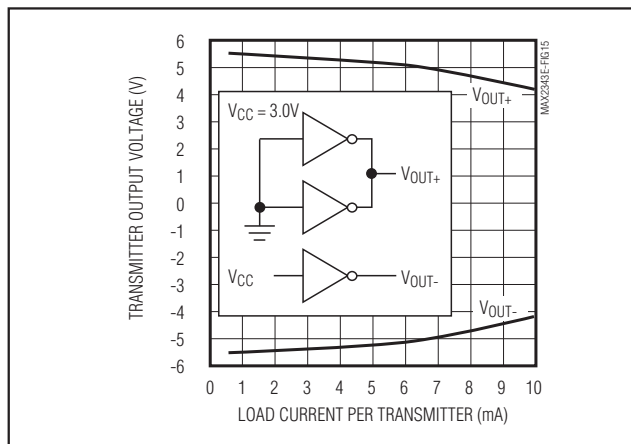 TRANSMITTER OUTPUT VOLTAGE (V)
6
5
4
3
2
1
0
-1
-2
-3
-4
-5
-6
0 1 2 3 4 5 6 7 8 9 10
LOAD CURRENT PER TRANSMITTER (mA)
MAX2343E-FIG15
VOUT+
VCC = 3.0V
VOUT+
VCC
VOUT-
VOUT-